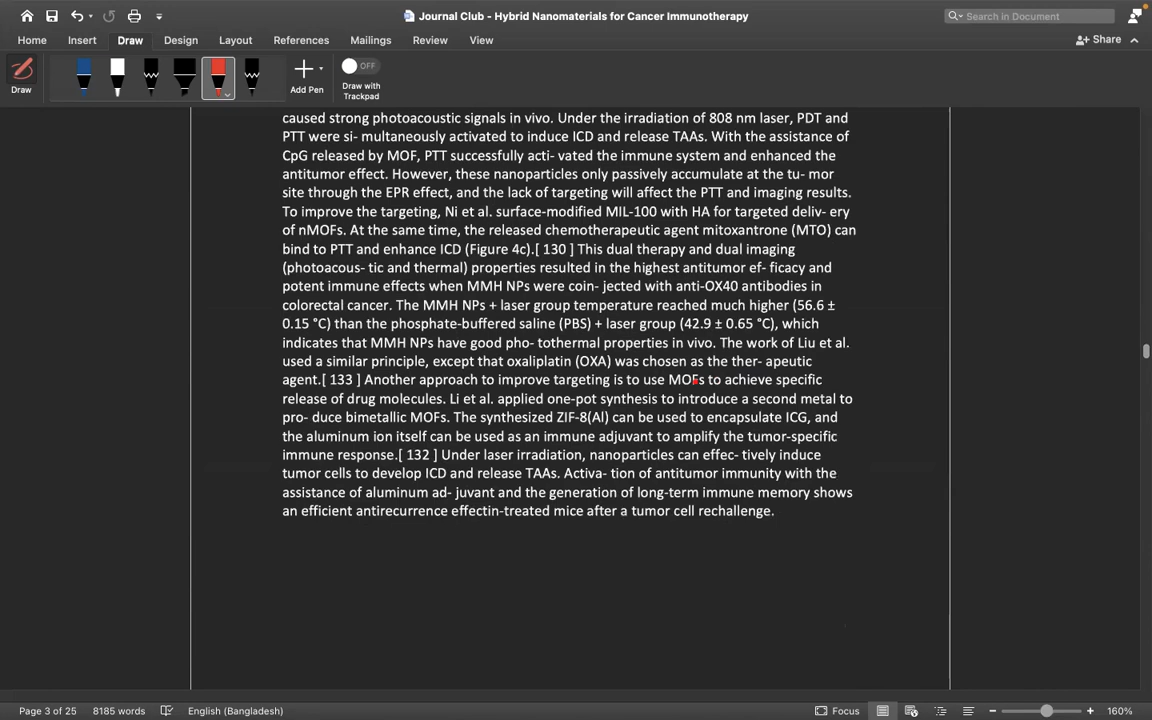 Journal Club - Hybrid Nanomaterials for Cancer Immunotherapy
Search in Document
Home Insert Draw Design Layout References Mailings Review View
Share
Draw
Add Pen
OFF
Draw with
Trackpad
caused strong photoacoustic signals in vivo. Under the irradiation of 808 nm laser, PDT and
PTT were si- multaneously activated to induce ICD and release TAAs. With the assistance of
CpG released by MOF, PTT successfully acti- vated the immune system and enhanced the
antitumor effect. However, these nanoparticles only passively accumulate at the tu- mor
site through the EPR effect, and the lack of targeting will affect the PTT and imaging results.
To improve the targeting, Ni et al. surface-modified MIL-100 with HA for targeted deliv- ery
of nMOFs. At the same time, the released chemotherapeutic agent mitoxantrone (MTO) can
bind to PTT and enhance ICD (Figure 4c).[ 130 ] This dual therapy and dual imaging
(photoacous- tic and thermal) properties resulted in the highest antitumor ef- ficacy and
potent immune effects when MMH NPs were coin- jected with anti-OX40 antibodies in
colorectal cancer. The MMH NPs + laser group temperature reached much higher (56.6 ±
0.15 °C) than the phosphate-buffered saline (PBS) + laser group (42.9 ± 0.65 °C), which
indicates that MMH NPs have good pho- tothermal properties in vivo. The work of Liu et al.
used a similar principle, except that oxaliplatin (OXA) was chosen as the ther- apeutic
agent.[ 133 ] Another approach to improve targeting is to use MOFs to achieve specific
release of drug molecules. Li et al. applied one-pot synthesis to introduce a second metal to
pro- duce bimetallic MOFs. The synthesized ZIF-8(Al) can be used to encapsulate ICG, and
the aluminum ion itself can be used as an immune adjuvant to amplify the tumor-specific
immune response.[ 132 ] Under laser irradiation, nanoparticles can effec- tively induce
tumor cells to develop ICD and release TAAs. Activa- tion of antitumor immunity with the
assistance of aluminum ad- juvant and the generation of long-term immune memory shows
an efficient antirecurrence effectin-treated mice after a tumor cell rechallenge.
Page 3 of 25 8185 words English (Bangladesh) Focus 160%